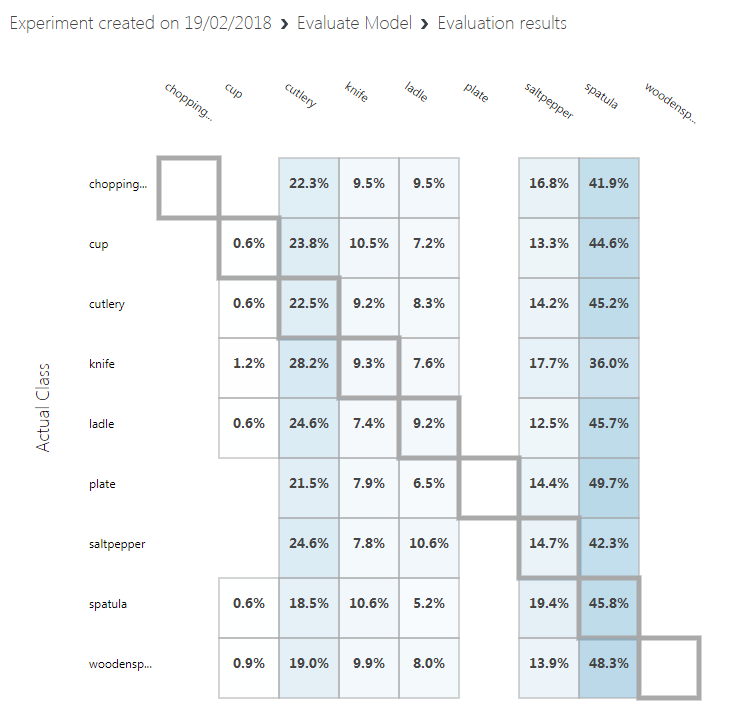 Experiment created on 19/02/2018 › Evaluate Model › Evaluation results
chopping... cup cutlery knife ladle plate saltpepper spatula woodensp...
Actual Class
chopping... 22.3% 9.5% 9.5% 16.8% 41.9%
cup 0.6% 23.8% 10.5% 7.2% 13.3% 44.6%
cutlery 0.6% 22.5% 9.2% 8.3% 14.2% 45.2%
knife 1.2% 28.2% 9.3% 7.6% 17.7% 36.0%
ladle 0.6% 24.6% 7.4% 9.2% 12.5% 45.7%
plate 21.5% 7.9% 6.5% 14.4% 49.7%
saltpepper 24.6% 7.8% 10.6% 14.7% 42.3%
spatula 0.6% 18.5% 10.6% 5.2% 19.4% 45.8%
woodensp... 0.9% 19.0% 9.9% 8.0% 13.9% 48.3%